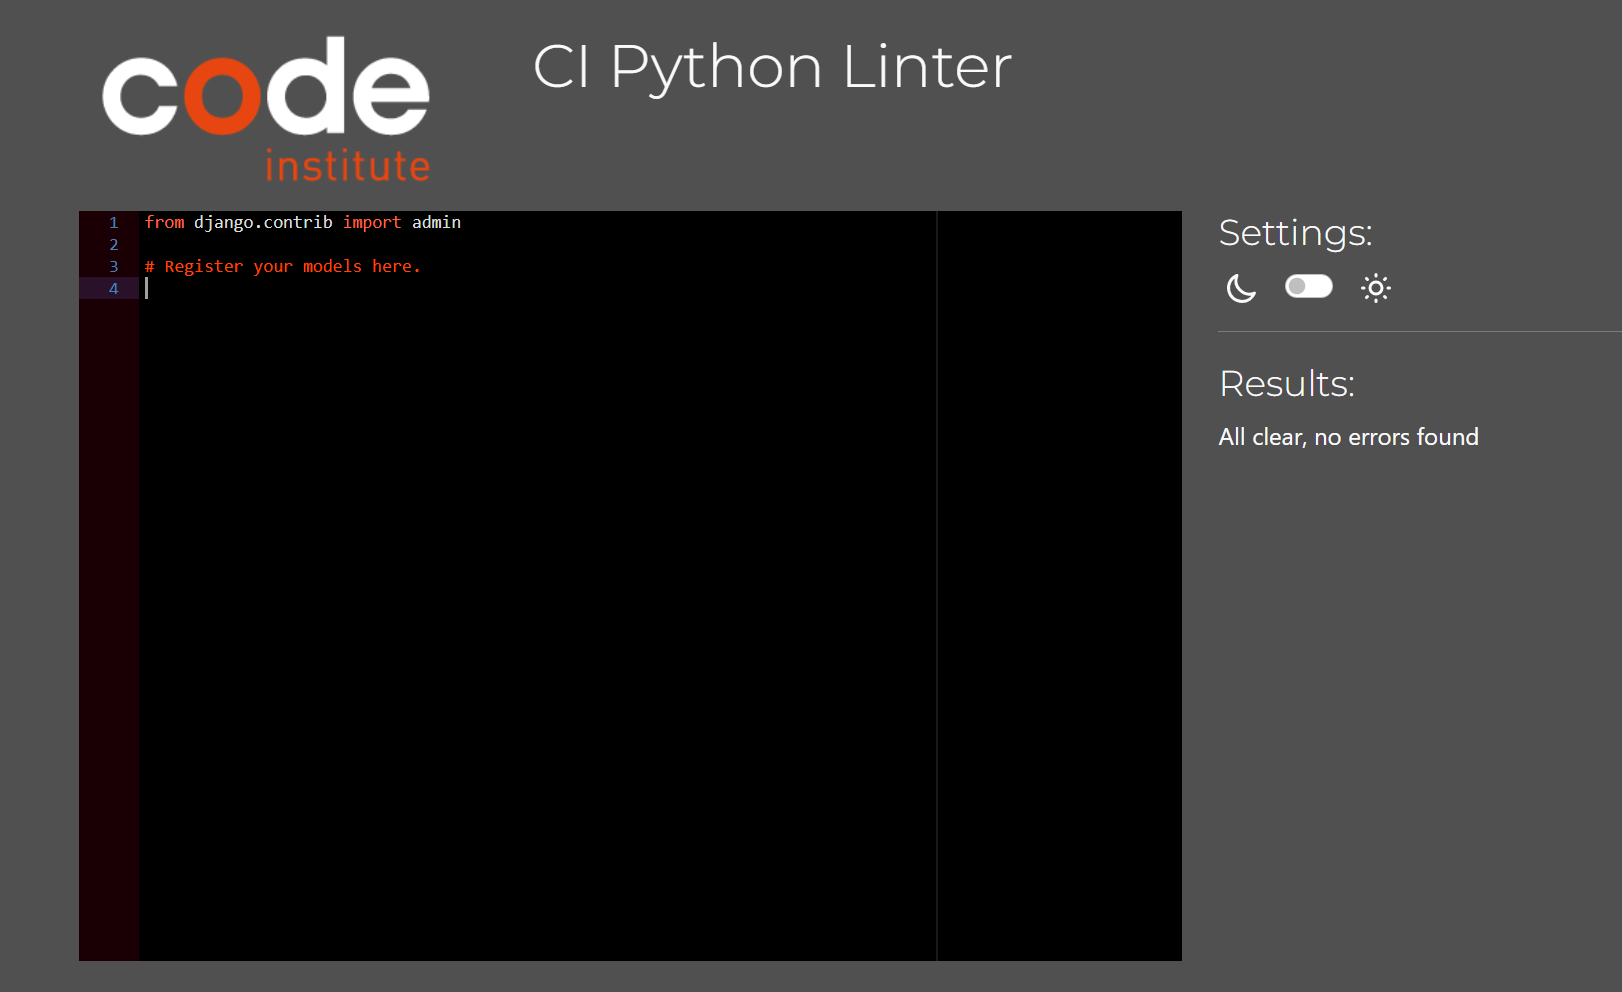 code
institute
CI Python Linter
1 from django.contrib import admin
2
3 # Register your models here.
4
Settings:
Results:
All clear, no errors found